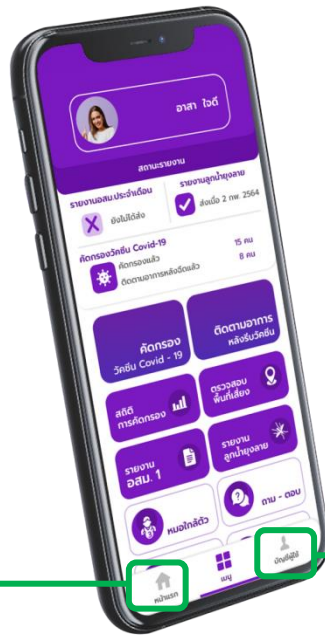 อาสา ใจดี
สถานะรายงาน
รายงานอสม.ประจำเดือน
ยังไม่ได้ส่ง
รายงานลูกน้ำยุงลาย
ส่งเมื่อ 2 กพ. 2564
คัดกรองวัคซีน Covid-19
คัดกรองแล้ว 15 คน
ติดตามอาการหลังฉีดแล้ว 8 คน
คัดกรอง
วัคซีน Covid - 19
ติดตามอาการ
หลังรับวัคซีน
สถิติ
การคัดกรอง
ตรวจสอบ
พื้นที่เสี่ยง
รายงาน
อสม. 1
รายงาน
ลูกน้ำยุงลาย
หมอใกล้ตัว
ถาม - ตอบ
หน้าแรก
เมนู
บัญชีผู้ใช้